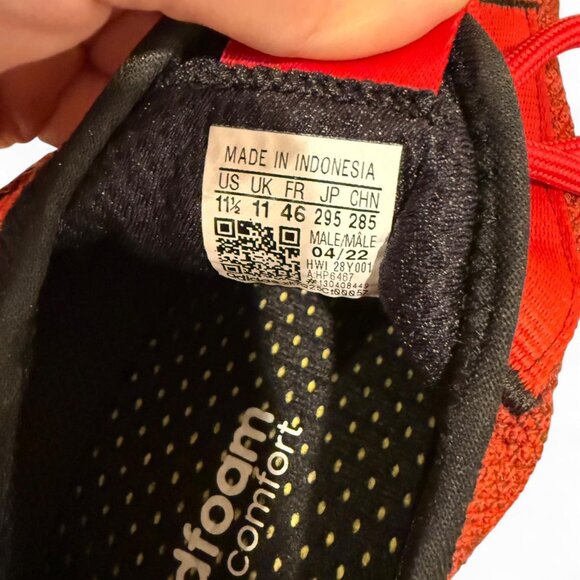 MADE IN INDONESIA
US UK FR JP CHN
11½ 11 46 295 285
MALE/MÂLE
04/22
HWI 28Y001
A:HP6467
#130408449
dfoam
comfort